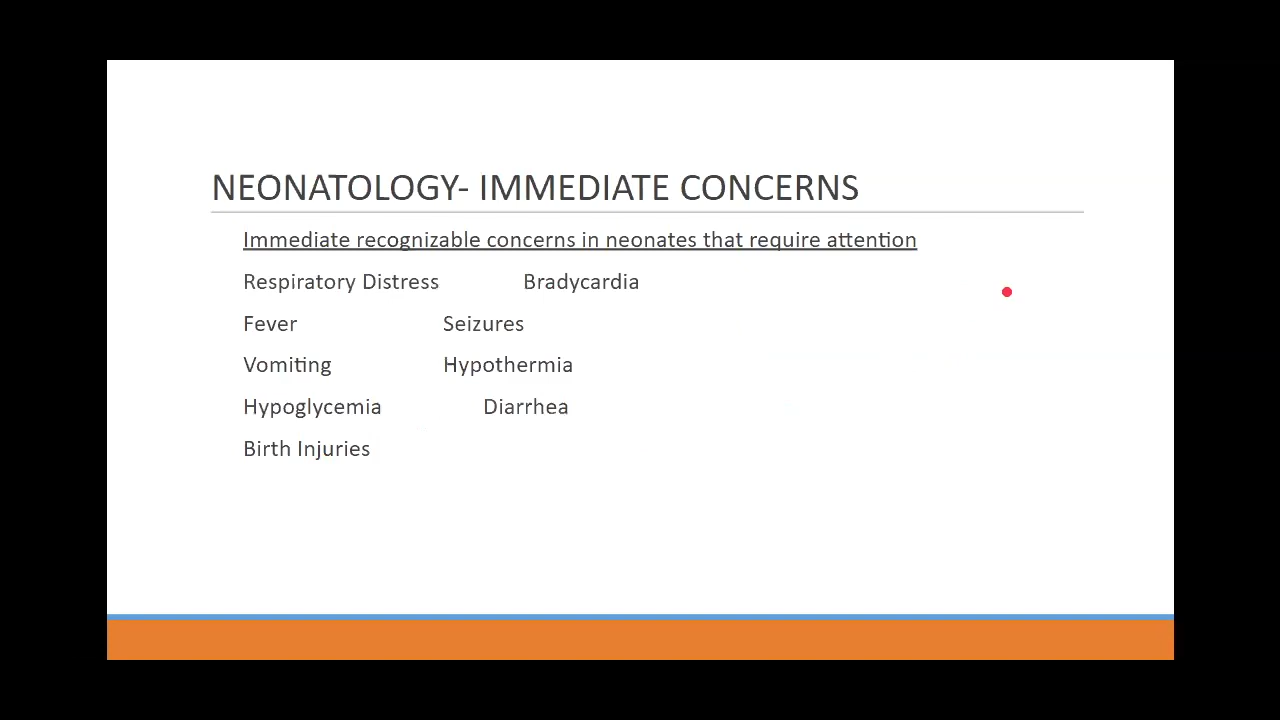 NEONATOLOGY- IMMEDIATE CONCERNS
Immediate recognizable concerns in neonates that require attention
Respiratory Distress Bradycardia
Fever Seizures
Vomiting Hypothermia
Hypoglycemia Diarrhea
Birth Injuries